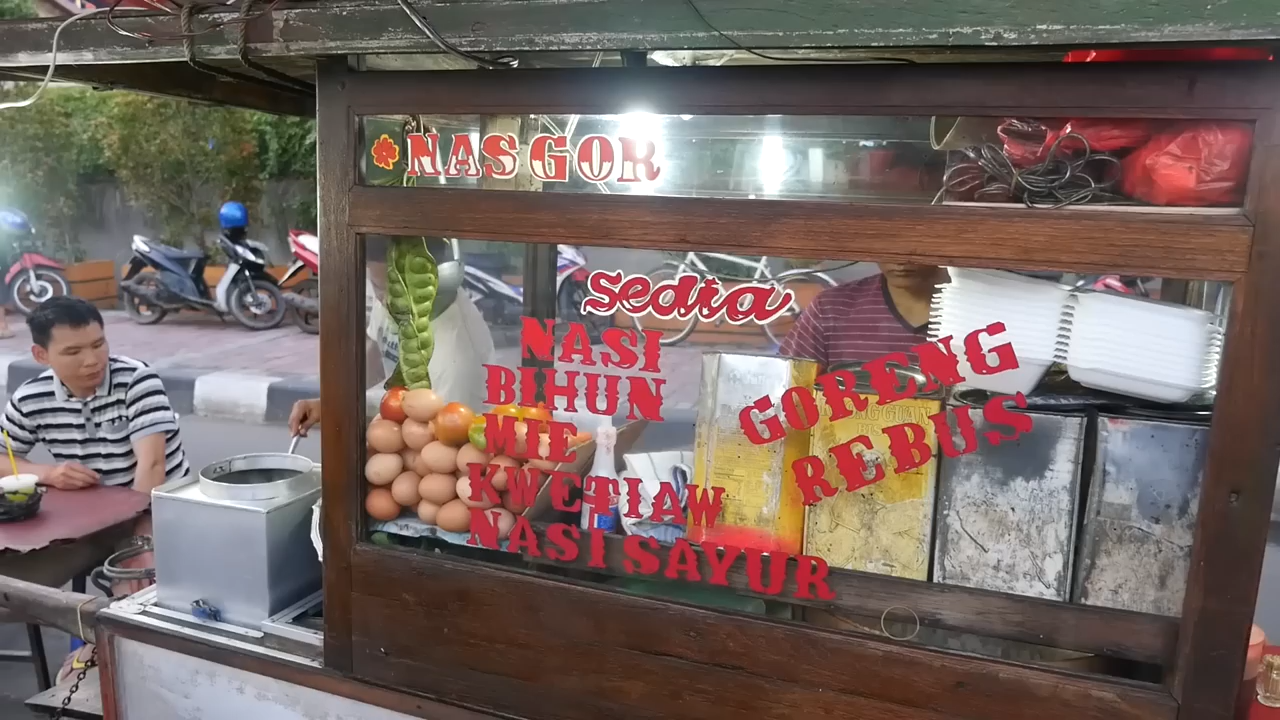 NASGOR
sedia
NASI
BIHUN
MIE
KWETIAW
NASI SAYUR
GORENG
REBUS